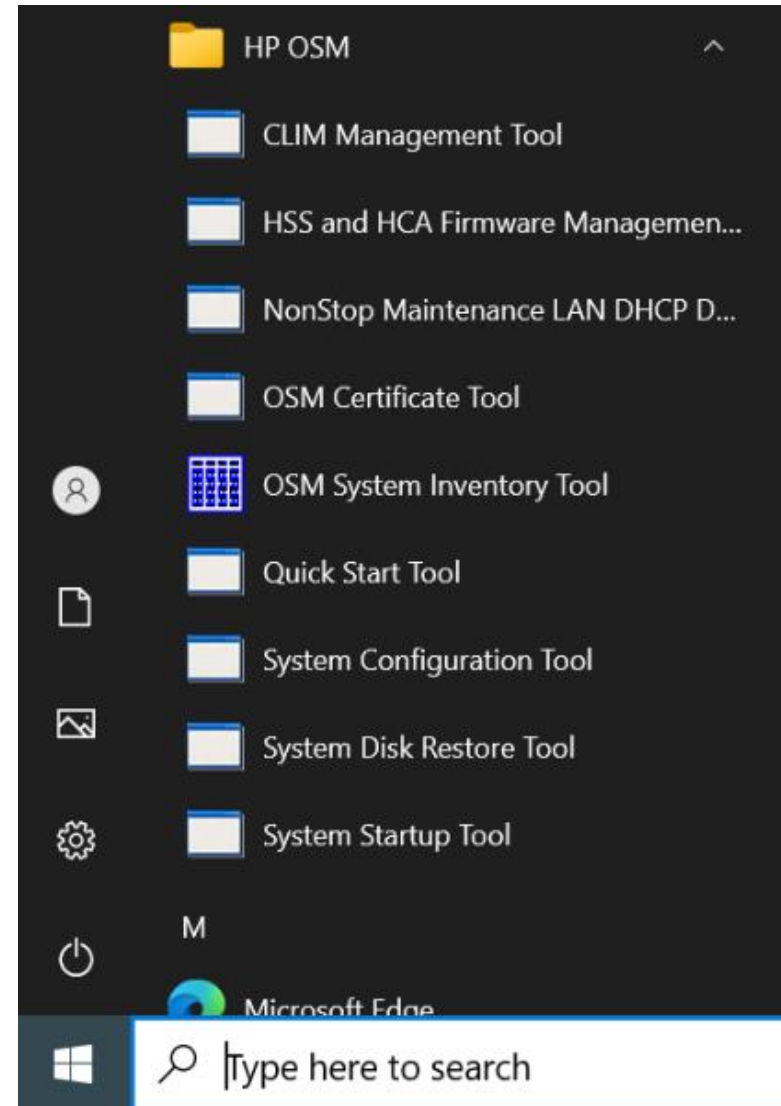 HP OSM
CLIM Management Tool
HSS and HCA Firmware Managemen...
NonStop Maintenance LAN DHCP D...
OSM Certificate Tool
OSM System Inventory Tool
Quick Start Tool
System Configuration Tool
System Disk Restore Tool
System Startup Tool
M
Microsoft Edge
Type here to search